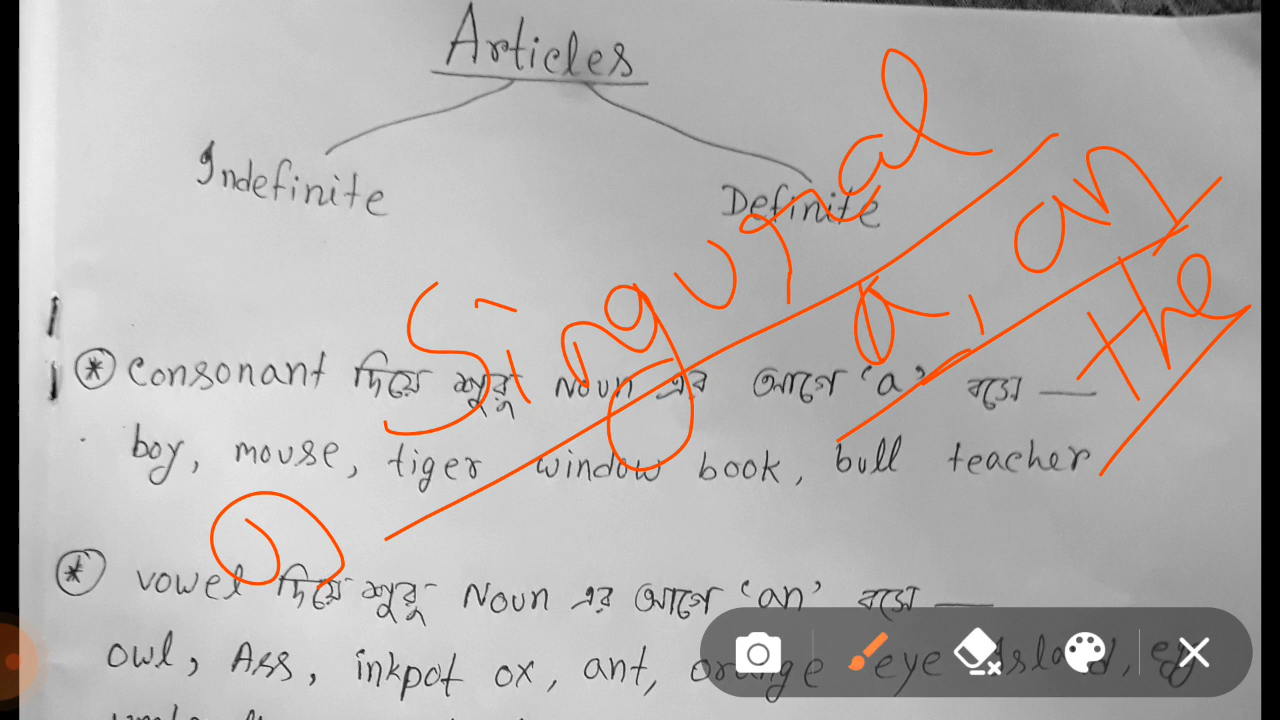 Articles
Indefinite Definite
Singural
a, an
the
* Consonant দিয়ে শুরু Noun এর আগে 'a' বসে —
boy, mouse, tiger window book, bull teacher
* vowel দিয়ে শুরু Noun এর আগে 'an' বসে —
owl, Ass, inkpot ox, ant, orange eye